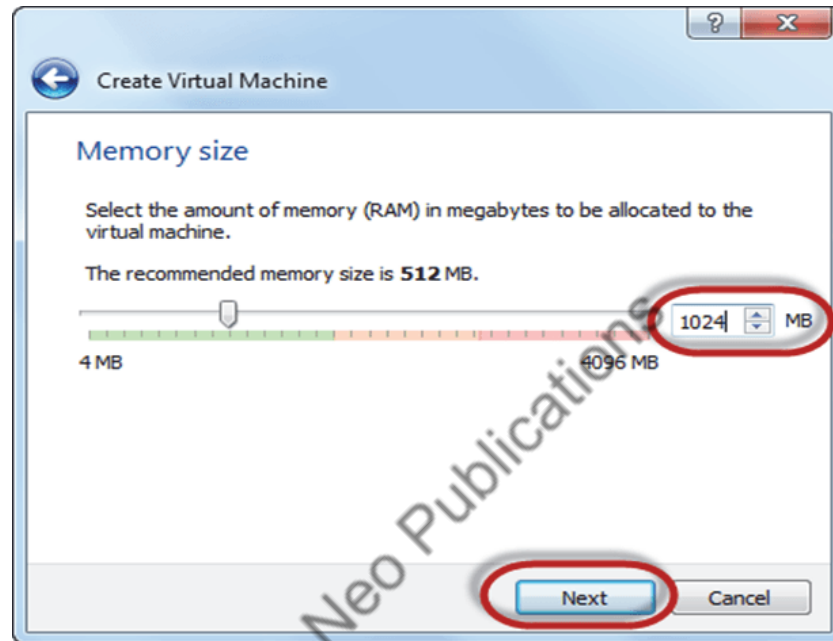 ?
Create Virtual Machine
Memory size
Select the amount of memory (RAM) in megabytes to be allocated to the
virtual machine.
The recommended memory size is 512 MB.
1024 MB
4 MB 4096 MB
Neo Publications
Next Cancel